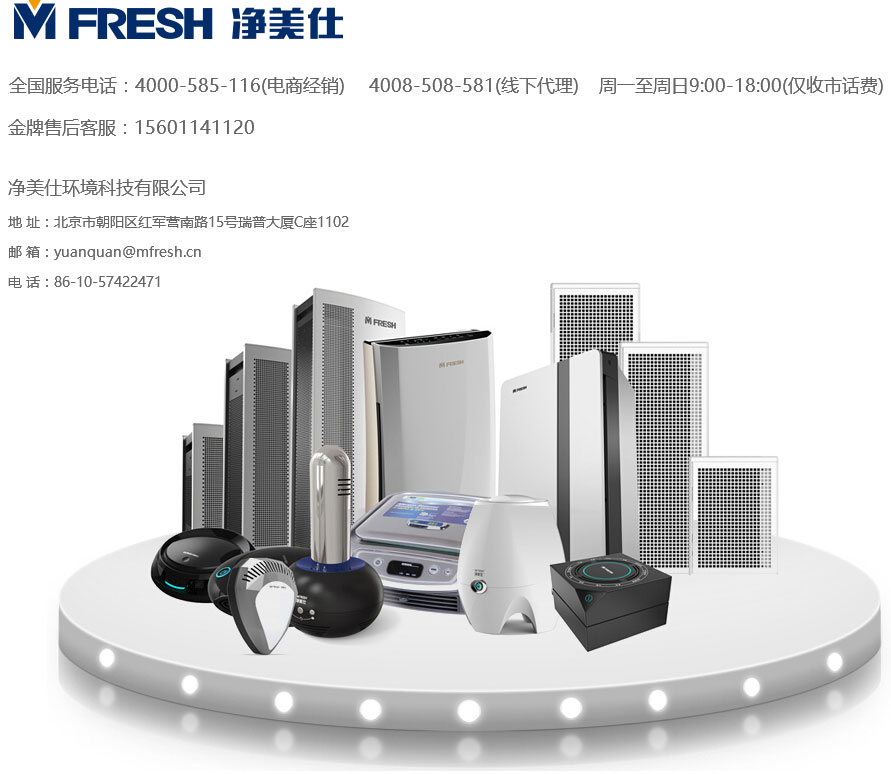 M FRESH 净美仕
全国服务电话：4000-585-116(电商经销) 4008-508-581(线下代理) 周一至周日9:00-18:00(仅收市话费)
金牌售后客服：15601141120
净美仕环境科技有限公司
地 址：北京市朝阳区红军营南路15号瑞普大厦C座1102
邮 箱：yuanquan@mfresh.cn
电 话：86-10-57422471
M FRESH
M FRESH
M FRESH
净美仕